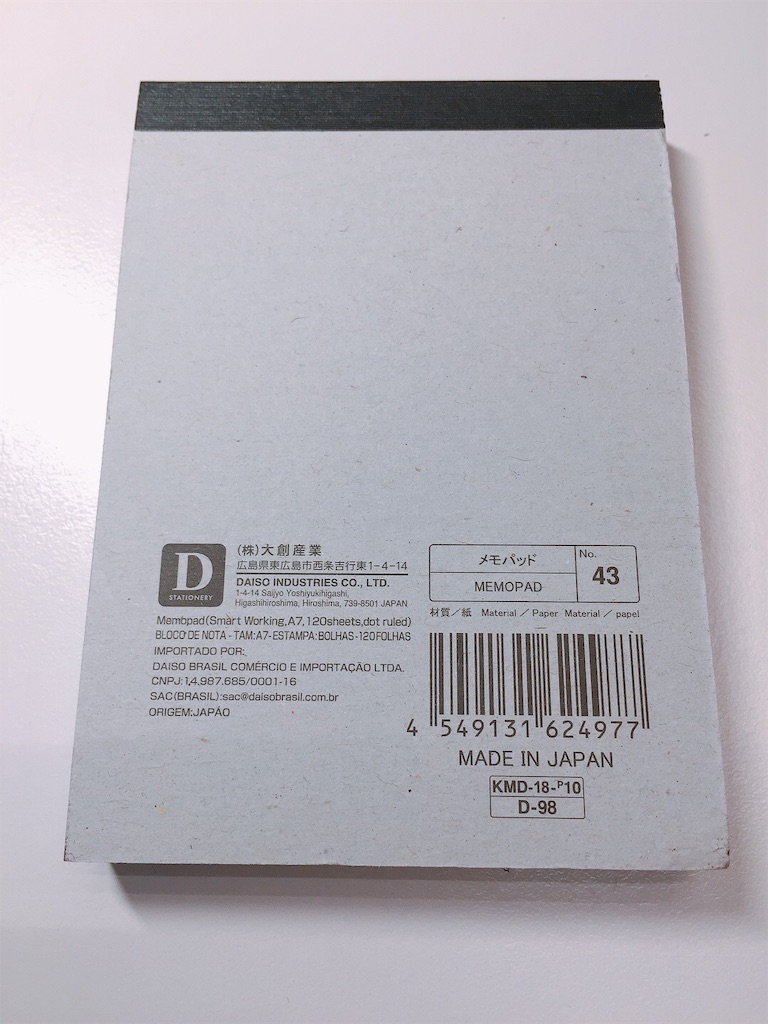 D
STATIONERY
(株)大創産業
広島県東広島市西条吉行東1-4-14
DAISO INDUSTRIES CO., LTD.
1-4-14 Saijyo Yoshiyukihigashi,
Higashihiroshima, Hiroshima, 739-8501 JAPAN
Memopad(Smart Working,A7,120sheets,dot ruled)
BLOCO DE NOTA - TAM:A7-ESTAMPA:BOLHAS-120FOLHAS
IMPORTADO POR:
DAISO BRASIL COMÉRCIO E IMPORTAÇÃO LTDA.
CNPJ:14.987.685/0001-16
SAC(BRASIL):sac@daisobrasil.com.br
ORIGEM:JAPÃO
メモパッド
MEMOPAD
No.
43
材質/紙 Material / Paper Material / papel
4 549131 624977
MADE IN JAPAN
KMD-18-P10
D-98